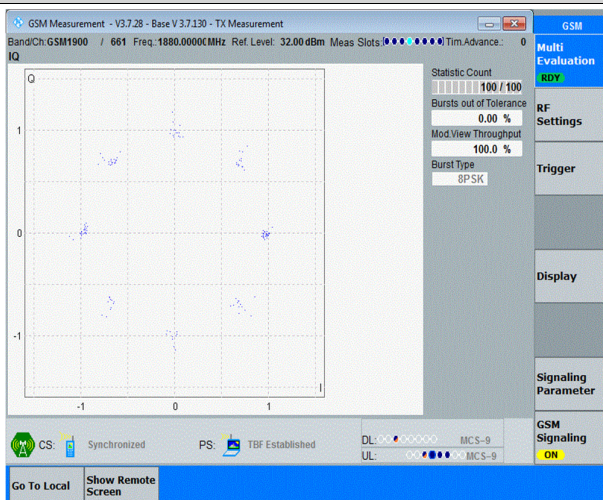 GSM Measurement - V3.7.28 - Base V 3.7.130 - TX Measurement
GSM
Band/Ch:GSM1900 / 661 Freq.:1880.0000(MHz Ref. Level: 32.00 dBm Meas Slots: Tim.Advance.: 0
IQ
Multi
Evaluation
RDY
Q
1
0
-1
I
-1 0 1
Statistic Count
100 / 100
Bursts out of Tolerance
0.00 %
Mod.View Throughput
100.0 %
Burst Type
8PSK
RF
Settings
Trigger
Display
Signaling
Parameter
GSM
Signaling
ON
CS: Synchronized PS: TBF Established
DL: MCS-9
UL: MCS-9
Go To Local
Show Remote
Screen